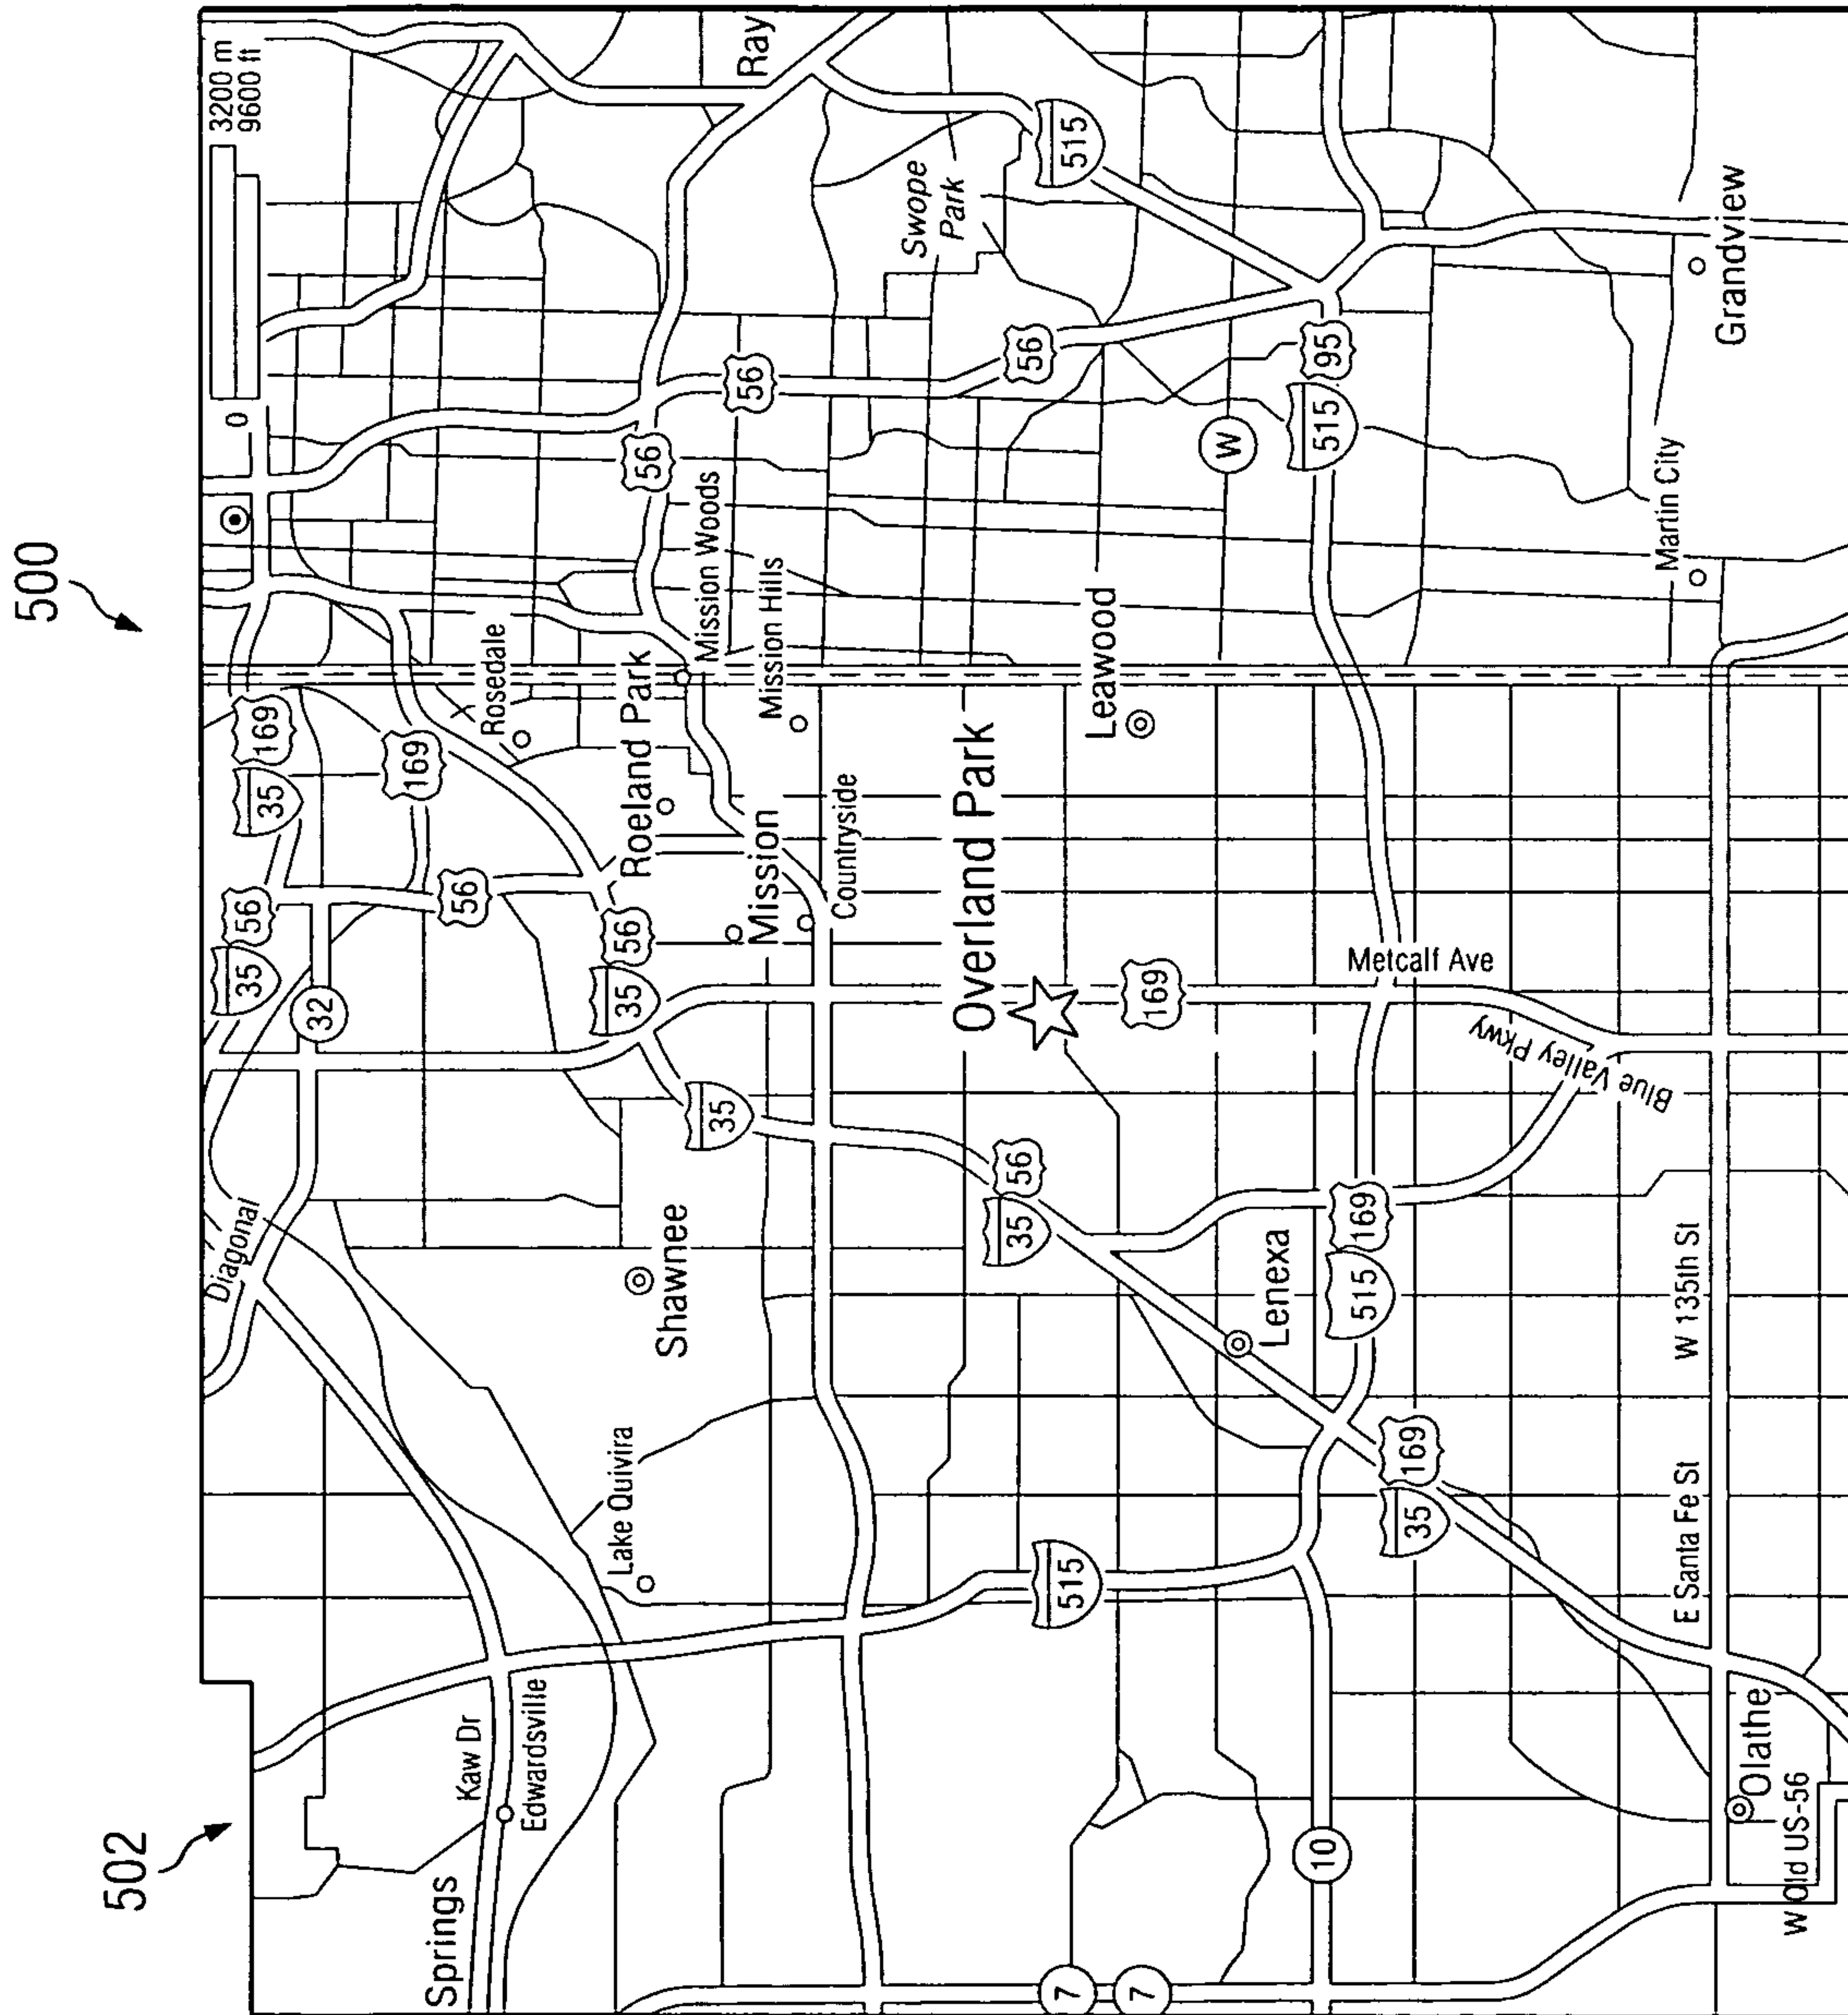 500
502
3200 m
9600 ft
0
Diagonal
35
56
35
169
32
169
Springs
Kaw Dr
Edwardsville
56
Rosedale
Lake Quivira
Shawnee
35
56
Roeland Park
56
35
Mission Woods
Mission
Mission Hills
56
Ray
Countryside
Swope
Park
Overland Park
35
56
56
7
515
515
Leawood
7
169
W
Lenexa
10
515
169
515
95
Metcalf Ave
35
169
Blue Valley Pkwy
E Santa Fe St
W 135th St
Martin City
Grandview
Olathe
W Old US-56